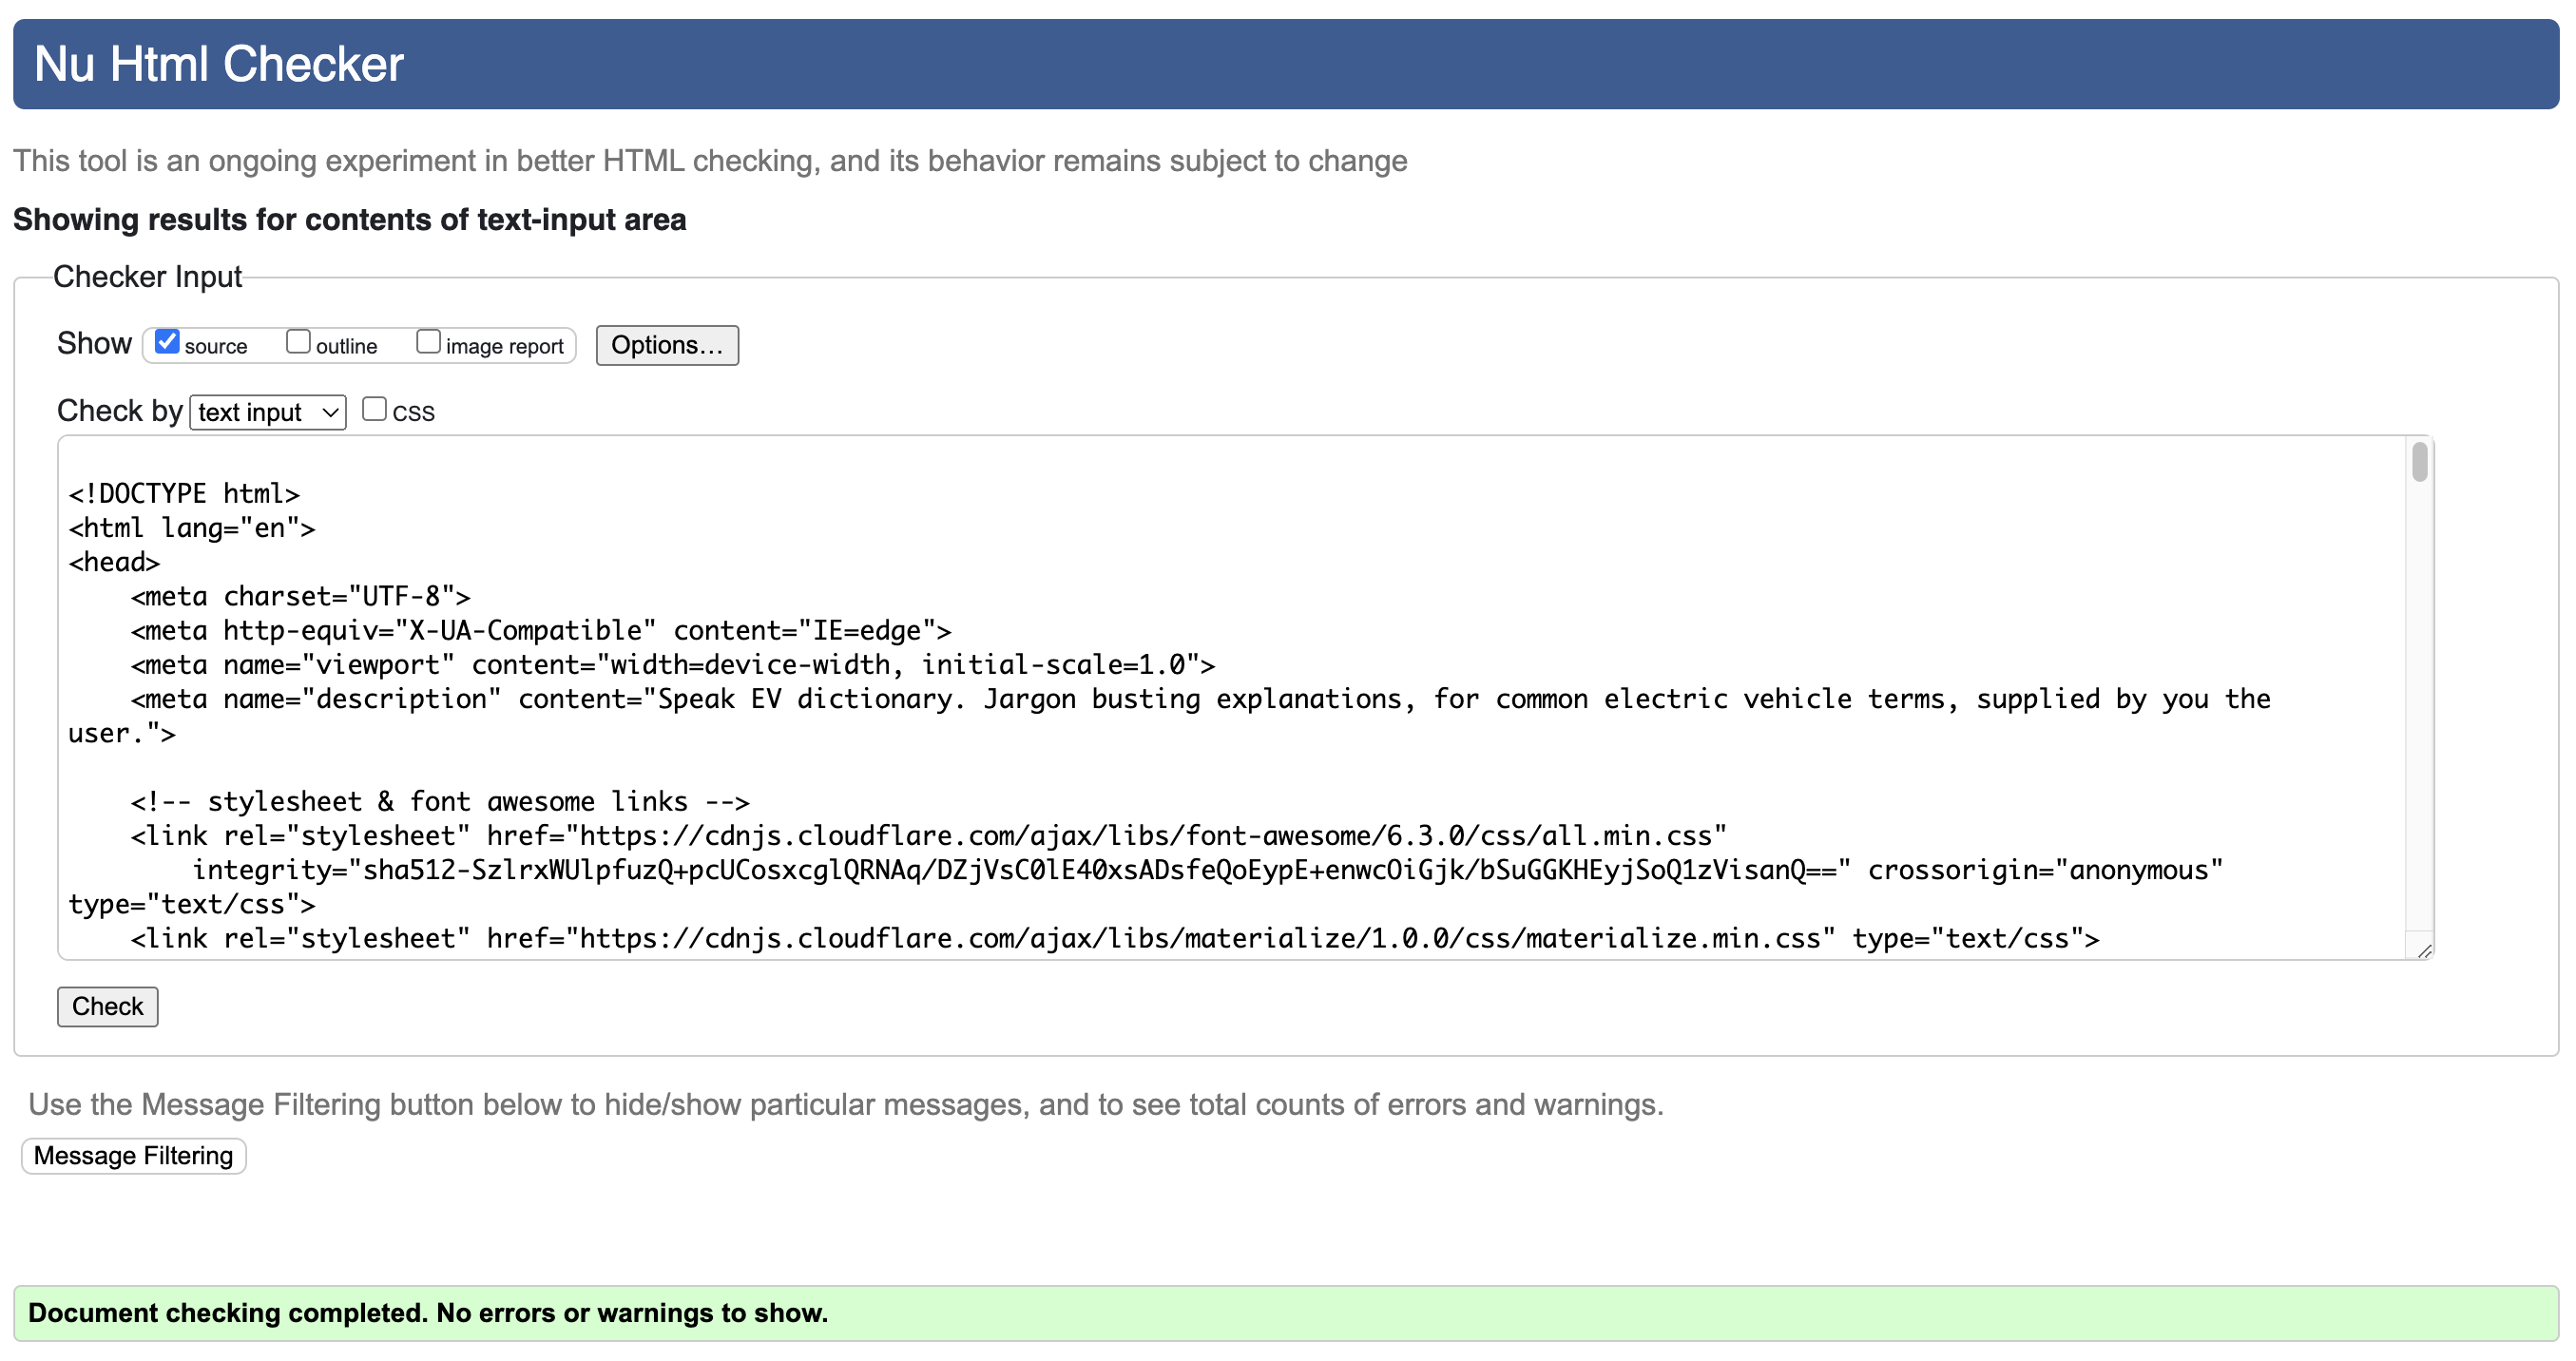 Nu Html Checker
This tool is an ongoing experiment in better HTML checking, and its behavior remains subject to change
Showing results for contents of text-input area
Checker Input
Show source outline image report Options...
Check by text input CSS
<!DOCTYPE html>
<html lang="en">
<head>
    <meta charset="UTF-8">
    <meta http-equiv="X-UA-Compatible" content="IE=edge">
    <meta name="viewport" content="width=device-width, initial-scale=1.0">
    <meta name="description" content="Speak EV dictionary. Jargon busting explanations, for common electric vehicle terms, supplied by you the
user.">
    <!-- stylesheet & font awesome links -->
    <link rel="stylesheet" href="https://cdnjs.cloudflare.com/ajax/libs/font-awesome/6.3.0/css/all.min.css"
        integrity="sha512-SzlrxWUlpfuzQ+pcUCosxcglQRNAq/DZjVsC0lE40xsADsfeQoEypE+enwcOiGjk/bSuGGKHEyjSoQ1zVisanQ==" crossorigin="anonymous"
type="text/css">
    <link rel="stylesheet" href="https://cdnjs.cloudflare.com/ajax/libs/materialize/1.0.0/css/materialize.min.css" type="text/css">
Check
Use the Message Filtering button below to hide/show particular messages, and to see total counts of errors and warnings.
Message Filtering
Document checking completed. No errors or warnings to show.